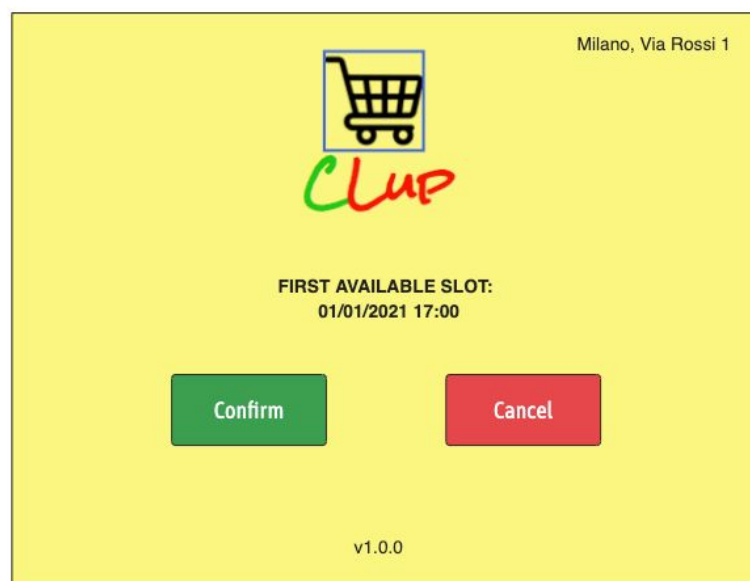 Milano, Via Rossi 1
CLup
FIRST AVAILABLE SLOT:
01/01/2021 17:00
Confirm
Cancel
v1.0.0